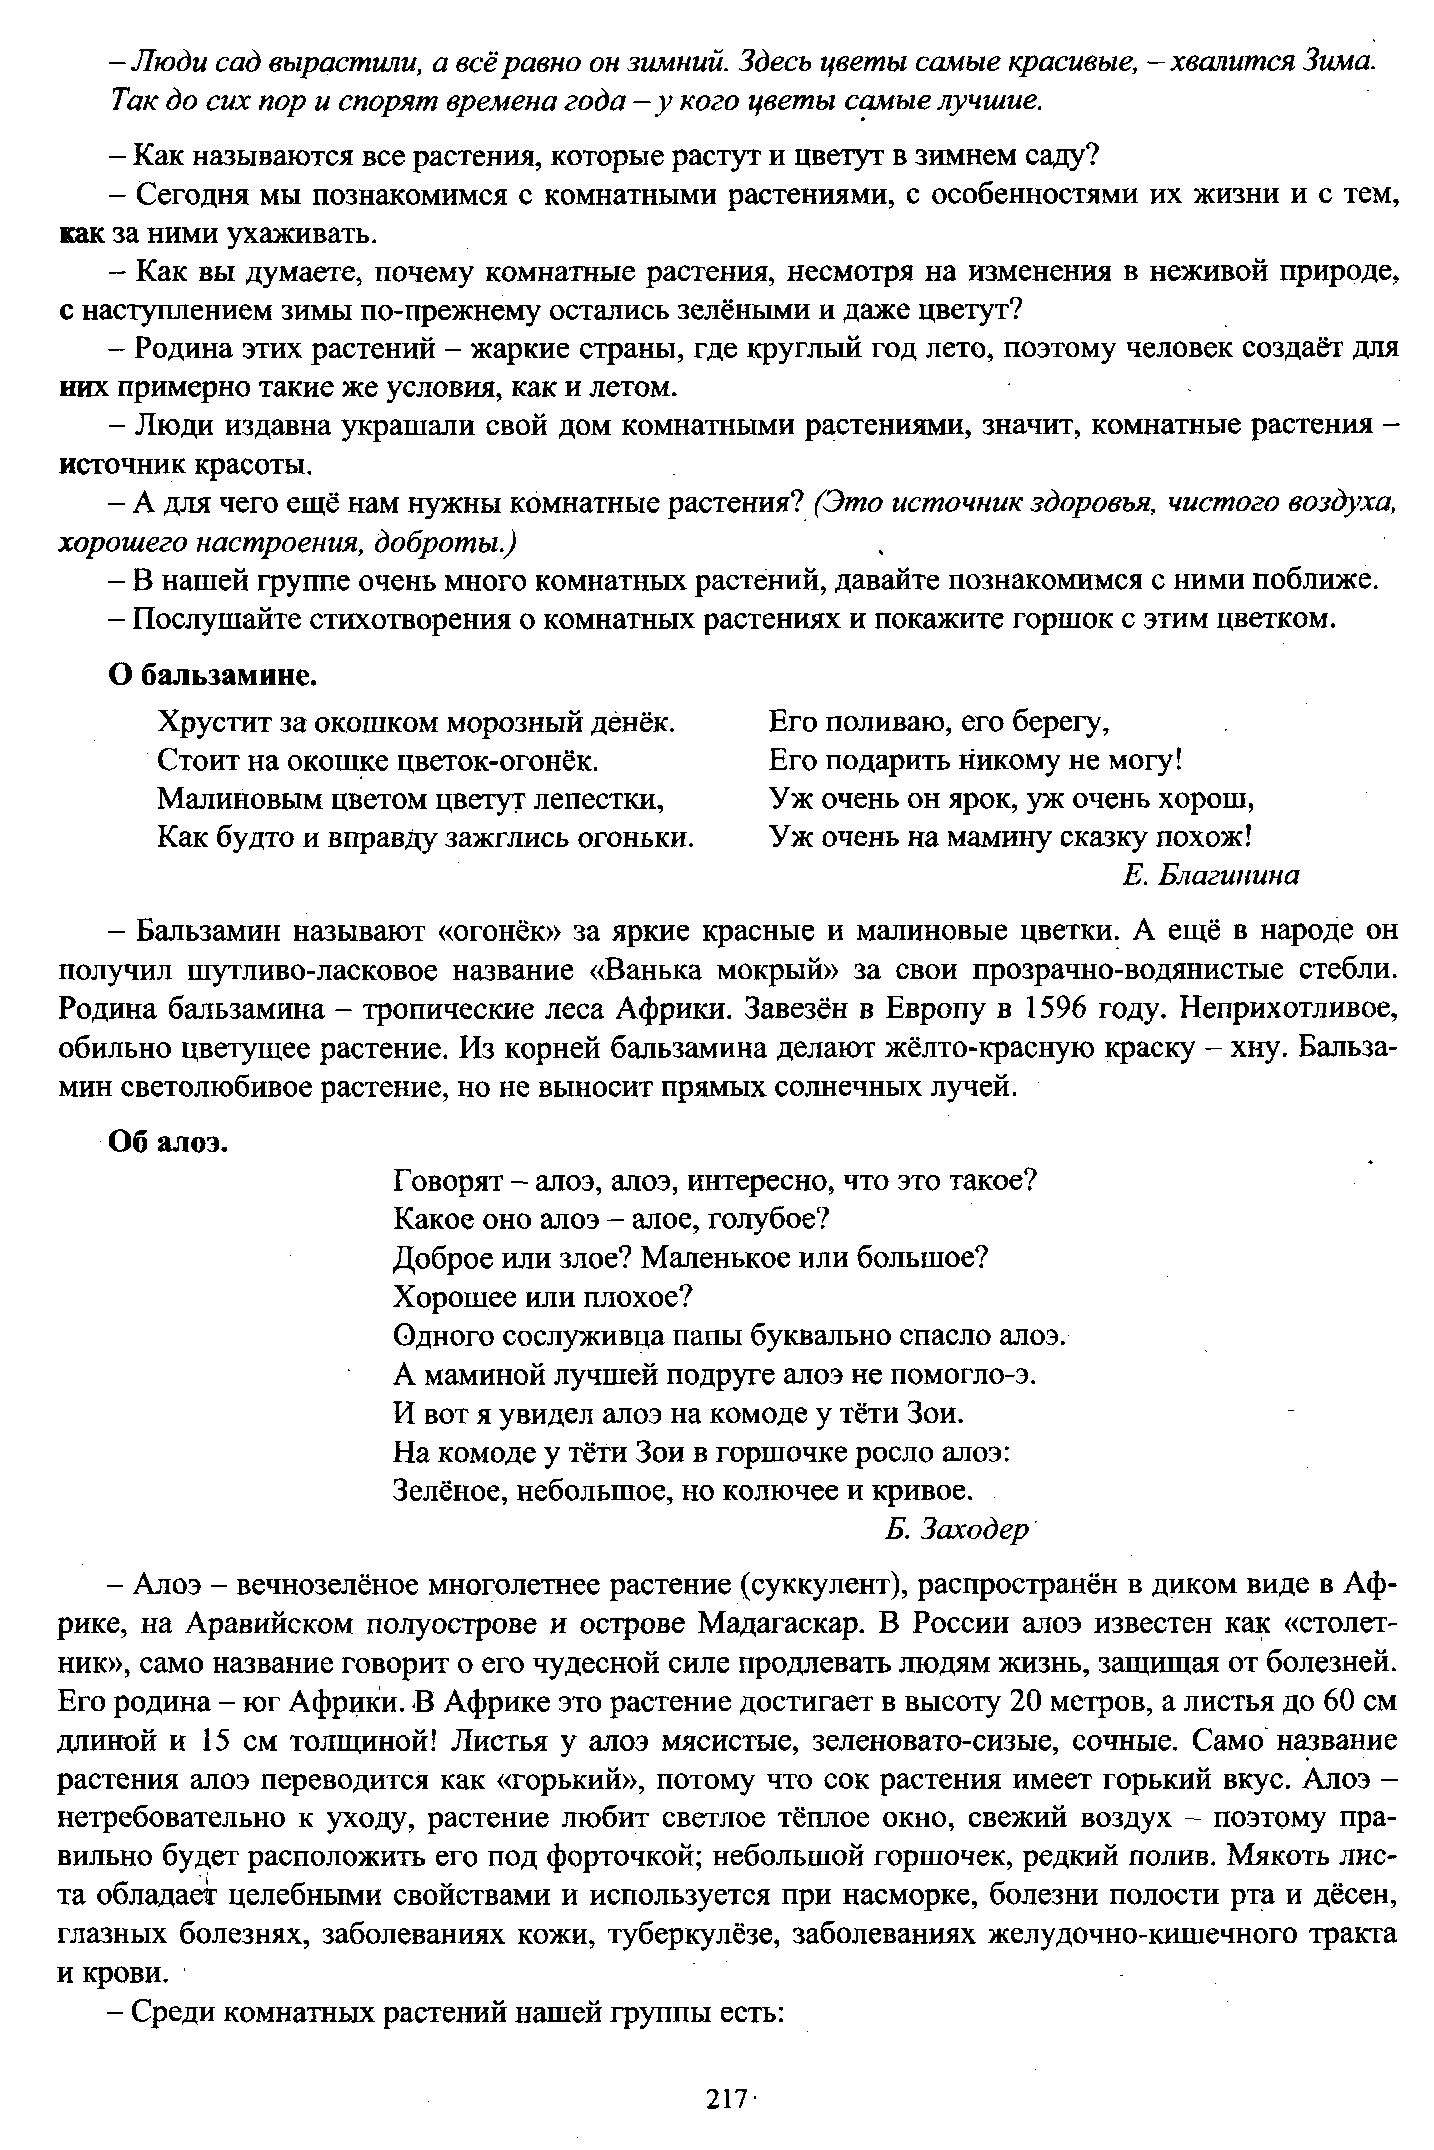 – Люди сад вырастили, а всё равно он зимний. Здесь цветы самые красивые, – хвалится Зима.
Так до сих пор и спорят времена года – у кого цветы самые лучшие.
– Как называются все растения, которые растут и цветут в зимнем саду?
– Сегодня мы познакомимся с комнатными растениями, с особенностями их жизни и с тем,
как за ними ухаживать.
– Как вы думаете, почему комнатные растения, несмотря на изменения в неживой природе,
с наступлением зимы по-прежнему остались зелёными и даже цветут?
– Родина этих растений – жаркие страны, где круглый год лето, поэтому человек создаёт для
них примерно такие же условия, как и летом.
– Люди издавна украшали свой дом комнатными растениями, значит, комнатные растения –
источник красоты.
– А для чего ещё нам нужны комнатные растения? (Это источник здоровья, чистого воздуха,
хорошего настроения, доброты.)
– В нашей группе очень много комнатных растений, давайте познакомимся с ними поближе.
– Послушайте стихотворения о комнатных растениях и покажите горшок с этим цветком.
О бальзамине.
Хрустит за окошком морозный денёк.
Стоит на окошке цветок-огонёк.
Малиновым цветом цветут лепестки,
Как будто и вправду зажглись огоньки.
Его поливаю, его берегу,
Его подарить никому не могу!
Уж очень он ярок, уж очень хорош,
Уж очень на мамину сказку похож!
Е. Благинина
– Бальзамин называют «огонёк» за яркие красные и малиновые цветки. А ещё в народе он
получил шутливо-ласковое название «Ванька мокрый» за свои прозрачно-водянистые стебли.
Родина бальзамина – тропические леса Африки. Завезён в Европу в 1596 году. Неприхотливое,
обильно цветущее растение. Из корней бальзамина делают жёлто-красную краску – хну. Бальза-
мин светолюбивое растение, но не выносит прямых солнечных лучей.
Об алоэ.
Говорят – алоэ, алоэ, интересно, что это такое?
Какое оно алоэ – алое, голубое?
Доброе или злое? Маленькое или большое?
Хорошее или плохое?
Одного сослуживца папы буквально спасло алоэ.
А маминой лучшей подруге алоэ не помогло-э.
И вот я увидел алоэ на комоде у тёти Зои.
На комоде у тёти Зои в горшочке росло алоэ:
Зелёное, небольшое, но колючее и кривое.
Б. Заходер
– Алоэ – вечнозелёное многолетнее растение (суккулент), распространён в диком виде в Аф-
рике, на Аравийском полуострове и острове Мадагаскар. В России алоэ известен как «столет-
ник», само название говорит о его чудесной силе продлевать людям жизнь, защищая от болезней.
Его родина – юг Африки. В Африке это растение достигает в высоту 20 метров, а листья до 60 см
длиной и 15 см толщиной! Листья у алоэ мясистые, зеленовато-сизые, сочные. Само название
растения алоэ переводится как «горький», потому что сок растения имеет горький вкус. Алоэ –
нетребовательно к уходу, растение любит светлое тёплое окно, свежий воздух – поэтому пра-
вильно будет расположить его под форточкой; небольшой горшочек, редкий полив. Мякоть лис-
та обладает целебными свойствами и используется при насморке, болезни полости рта и дёсен,
глазных болезнях, заболеваниях кожи, туберкулёзе, заболеваниях желудочно-кишечного тракта
и крови.
– Среди комнатных растений нашей группы есть:
217